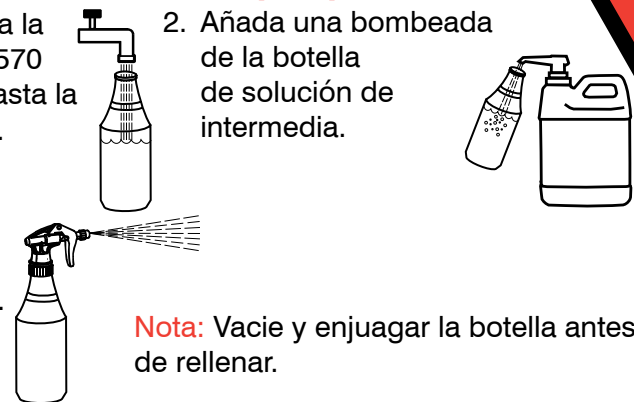 a la
570
asta la
.
2. Añada una bombeada
de la botella
de solución de
intermedia.
.
Nota: Vacie y enjuagar la botella antes
de rellenar.